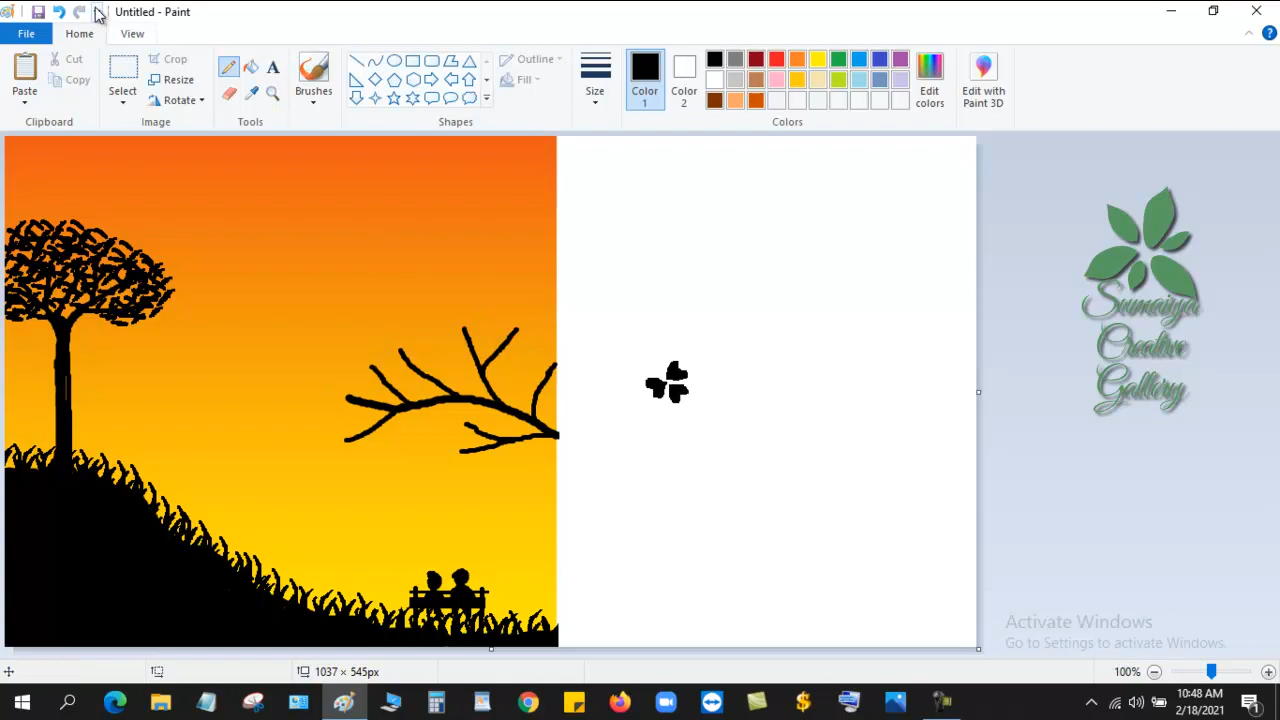 Untitled - Paint
File
Home
View
Paste
Cut
Copy
Clipboard
Select
Crop
Resize
Rotate
Image
Tools
Brushes
Shapes
Outline
Fill
Size
Color 1
Color 2
Edit colors
Colors
Edit with Paint 3D
Sumaiya
Creative
Gallery
Activate Windows
Go to Settings to activate Windows.
1037 × 545px
100%
10:48 AM
2/18/2021